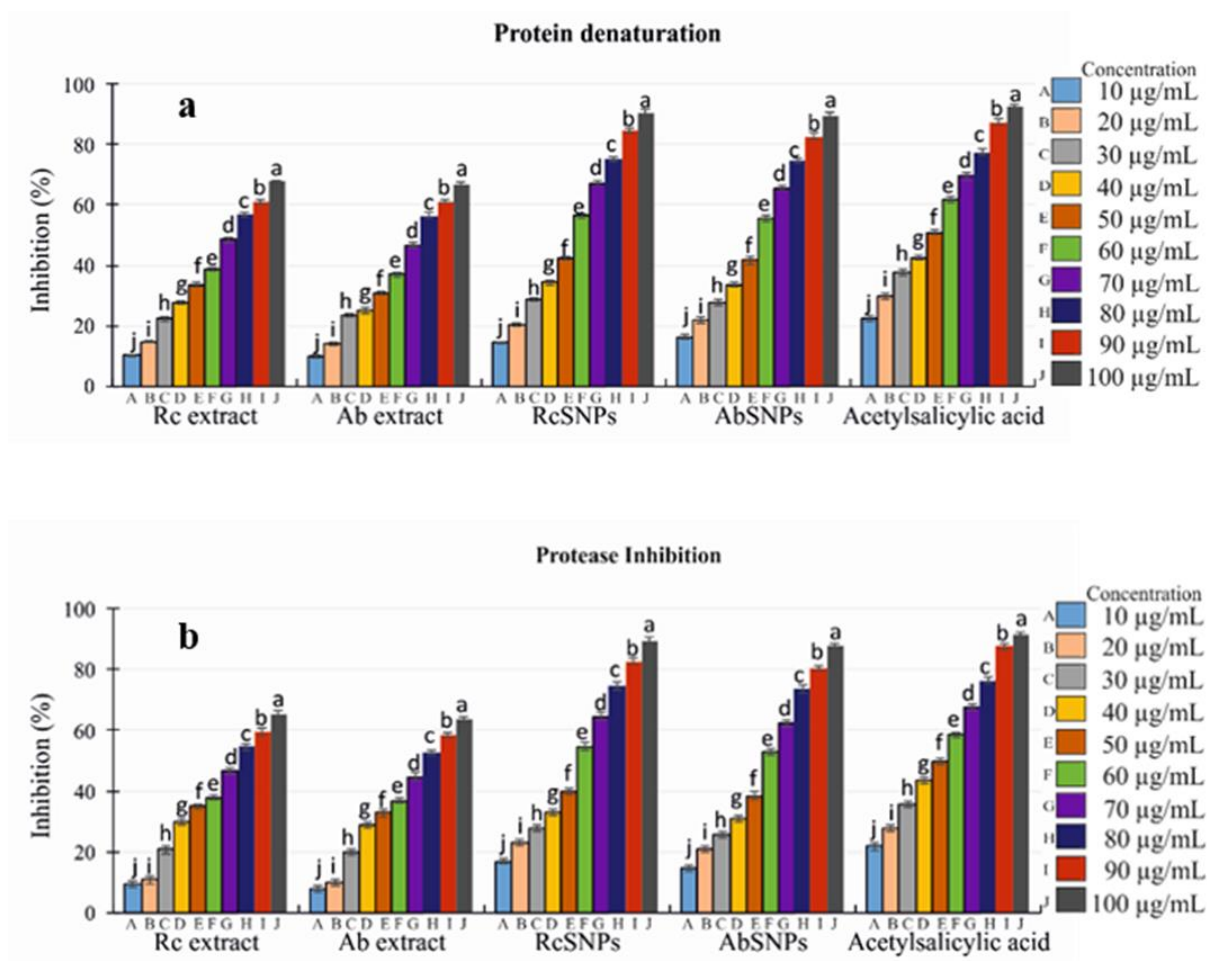 Protein denaturation
a
Inhibition (%)
100
80
60
40
20
0
j i h g f e d c b a
j i h g f e d c b a
j i h g f e d c b a
j i h g f e d c b a
j i h g f e d c b a
A B C D E F G H I J
A B C D E F G H I J
A B C D E F G H I J
A B C D E F G H I J
A B C D E F G H I J
Rc extract Ab extract RcSNPs AbSNPs Acetylsalicylic acid
Concentration
A 10 µg/mL
B 20 µg/mL
C 30 µg/mL
D 40 µg/mL
E 50 µg/mL
F 60 µg/mL
G 70 µg/mL
H 80 µg/mL
I 90 µg/mL
J 100 µg/mL
Protease Inhibition
b
Inhibition (%)
100
80
60
40
20
0
j i h g f e d c b a
j i h g f e d c b a
j i h g f e d c b a
j i h g f e d c b a
j i h g f e d c b a
A B C D E F G H I J
A B C D E F G H I J
A B C D E F G H I J
A B C D E F G H I J
A B C D E F G H I J
Rc extract Ab extract RcSNPs AbSNPs Acetylsalicylic acid
Concentration
A 10 µg/mL
B 20 µg/mL
C 30 µg/mL
D 40 µg/mL
E 50 µg/mL
F 60 µg/mL
G 70 µg/mL
H 80 µg/mL
I 90 µg/mL
J 100 µg/mL